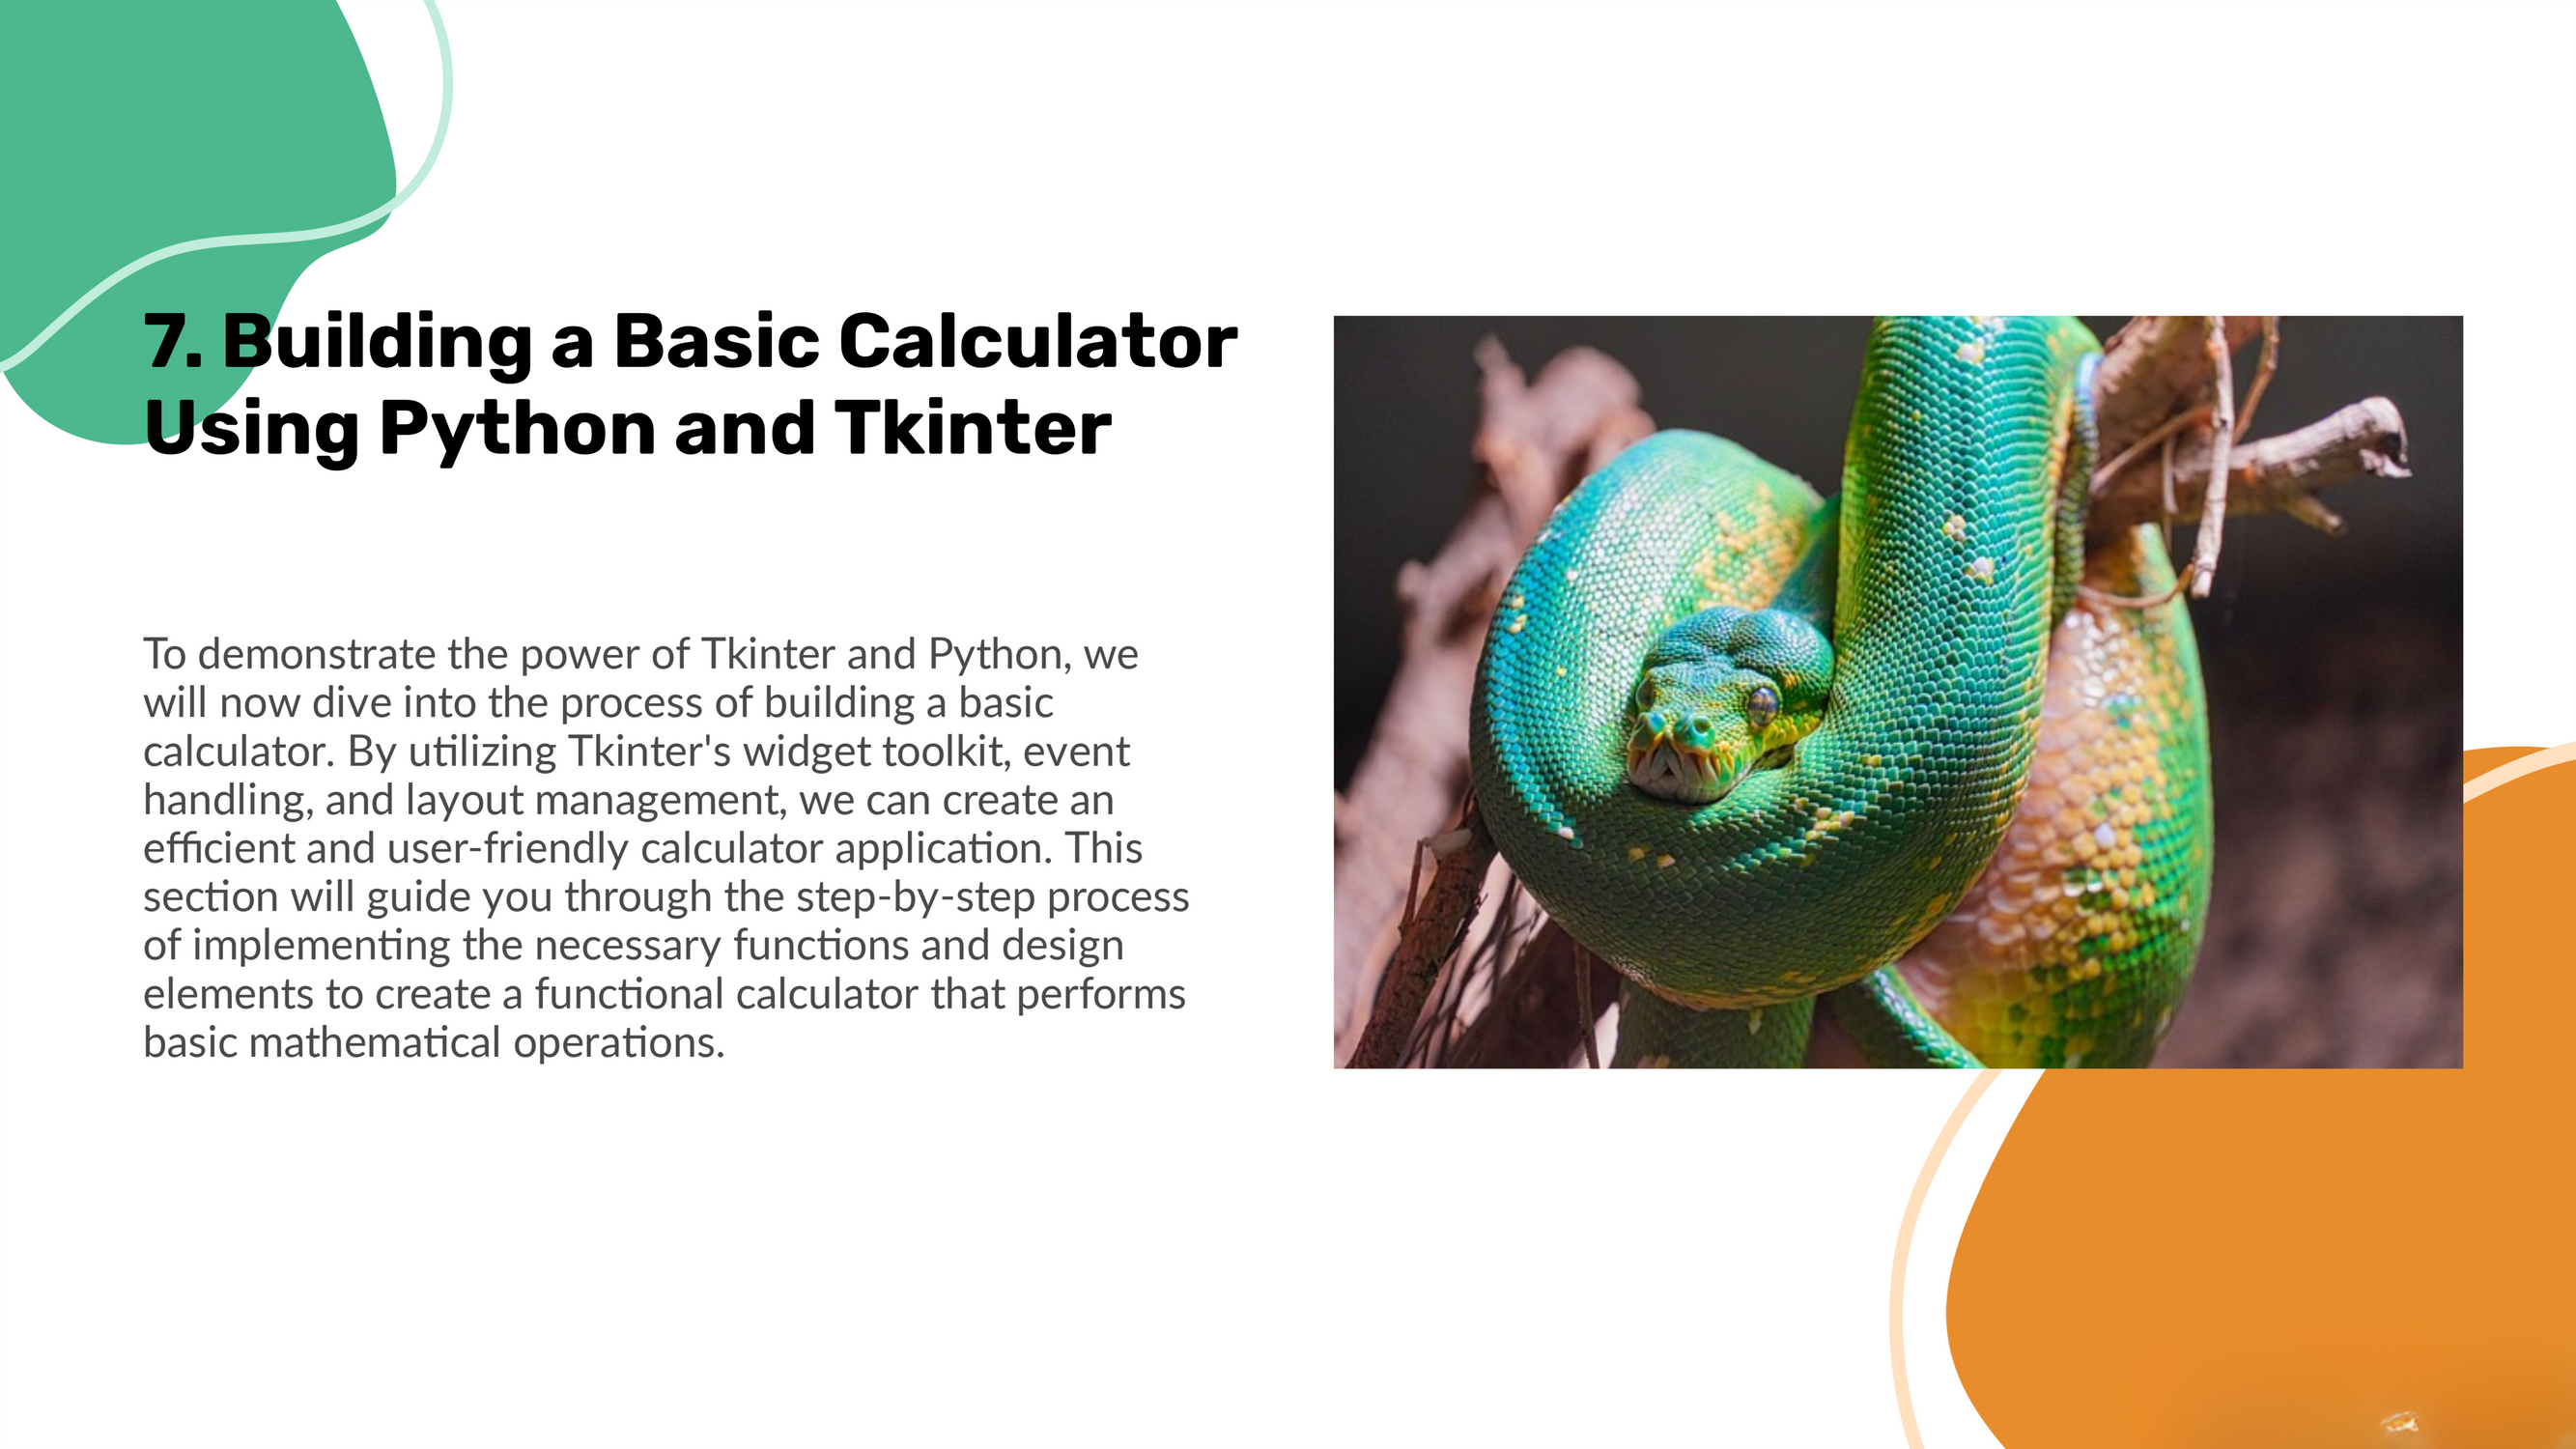 7. Building a Basic Calculator
Using Python and Tkinter
To demonstrate the power of Tkinter and Python, we
will now dive into the process of building a basic
calculator. By utilizing Tkinter's widget toolkit, event
handling, and layout management, we can create an
efficient and user-friendly calculator application. This
section will guide you through the step-by-step process
of implementing the necessary functions and design
elements to create a functional calculator that performs
basic mathematical operations.